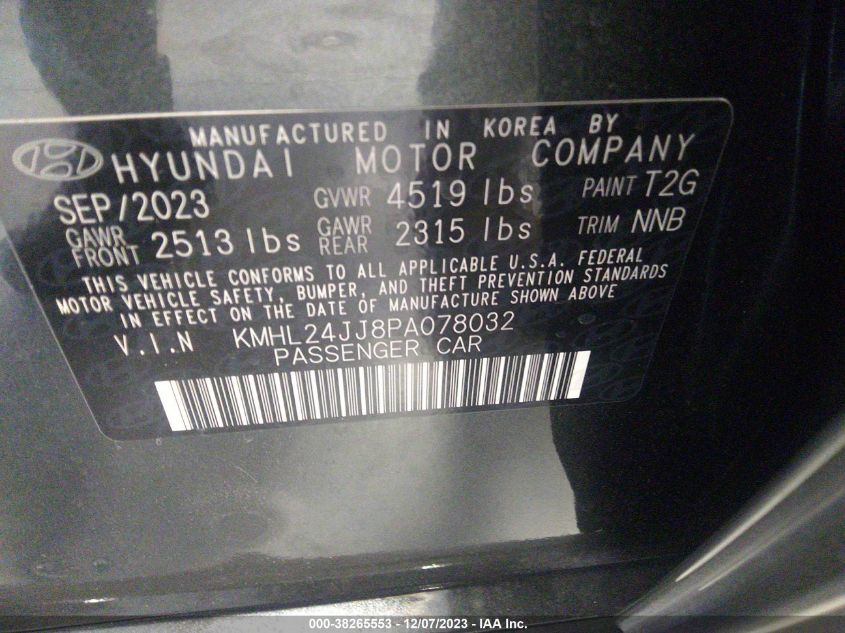 MANUFACTURED IN KOREA BY
HYUNDAI MOTOR COMPANY
SEP/2023 GVWR 4519 lbs PAINT T2G
GAWR FRONT 2513 lbs GAWR REAR 2315 lbs TRIM NNB
THIS VEHICLE CONFORMS TO ALL APPLICABLE U.S.A. FEDERAL
MOTOR VEHICLE SAFETY, BUMPER, AND THEFT PREVENTION STANDARDS
IN EFFECT ON THE DATE OF MANUFACTURE SHOWN ABOVE
V.I.N KMHL24JJ8PA078032
PASSENGER CAR
000-38265553 - 12/07/2023 - IAA Inc.